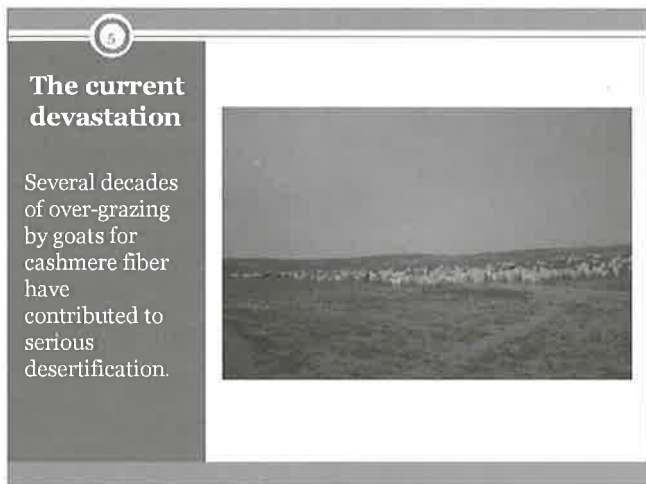 5
The current
devastation
Several decades
of over-grazing
by goats for
cashmere fiber
have
contributed to
serious
desertification.